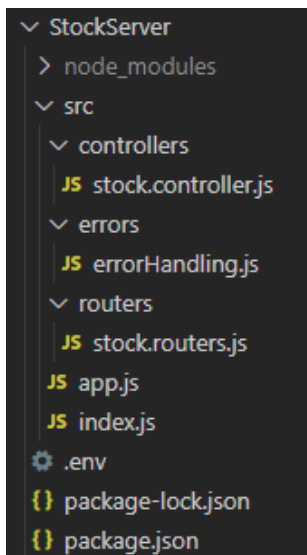 StockServer
node_modules
src
controllers
JS stock.controller.js
errors
JS errorHandling.js
routers
JS stock.routers.js
JS app.js
JS index.js
.env
{} package-lock.json
{} package.json